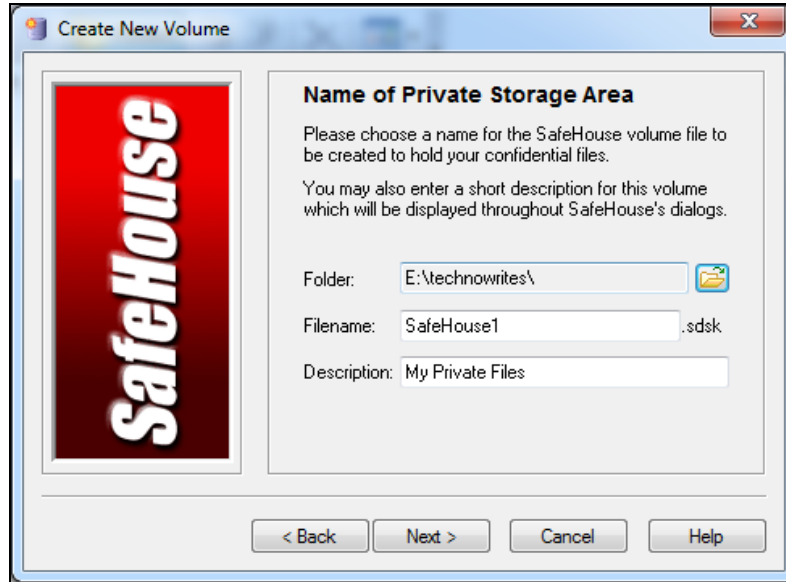 Create New Volume
SafeHouse
Name of Private Storage Area
Please choose a name for the SafeHouse volume file to
be created to hold your confidential files.
You may also enter a short description for this volume
which will be displayed throughout SafeHouse's dialogs.
Folder: E:\technowrites\
Filename: SafeHouse1 .sdsk
Description: My Private Files
< Back Next > Cancel Help